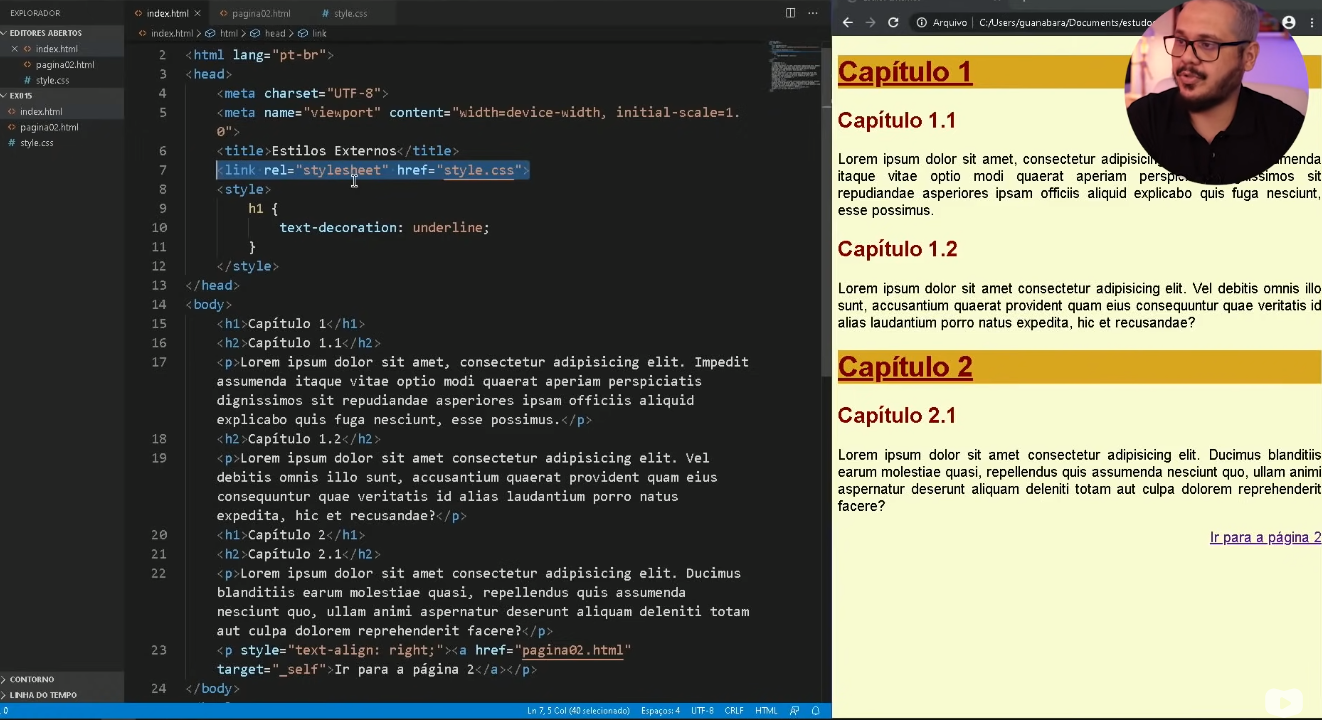 EXPLORADOR
EDITORES ABERTOS
index.html
pagina02.html
style.css
EX015
index.html
pagina02.html
style.css
CONTORNO
LINHA DO TEMPO
index.html
pagina02.html
style.css
index.html > html > head > link
2 <html lang="pt-br">
3 <head>
4 <meta charset="UTF-8">
5 <meta name="viewport" content="width=device-width, initial-scale=1.
0">
6 <title>Estilos Externos</title>
7 <link rel="stylesheet" href="style.css">
8 <style>
9 h1 {
10 text-decoration: underline;
11 }
12 </style>
13 </head>
14 <body>
15 <h1>Capítulo 1</h1>
16 <h2>Capítulo 1.1</h2>
17 <p>Lorem ipsum dolor sit amet, consectetur adipisicing elit. Impedit
assumenda itaque vitae optio modi quaerat aperiam perspiciatis
dignissimos sit repudiandae asperiores ipsam officiis aliquid
explicabo quis fuga nesciunt, esse possimus.</p>
18 <h2>Capítulo 1.2</h2>
19 <p>Lorem ipsum dolor sit amet consectetur adipisicing elit. Vel
debitis omnis illo sunt, accusantium quaerat provident quam eius
consequuntur quae veritatis id alias laudantium porro natus
expedita, hic et recusandae?</p>
20 <h1>Capítulo 2</h1>
21 <h2>Capítulo 2.1</h2>
22 <p>Lorem ipsum dolor sit amet consectetur adipisicing elit. Ducimus
blanditiis earum molestiae quasi, repellendus quis assumenda
nesciunt quo, ullam animi aspernatur deserunt aliquam deleniti totam
aut culpa dolorem reprehenderit facere?</p>
23 <p style="text-align: right;"><a href="pagina02.html"
target="_self">Ir para a página 2</a></p>
24 </body>
0
Ln 7, 5 Col (40 selecionado)
Espaços: 4
UTF-8
CRLF
HTML
Arquivo
C:/Users/guanabara/Documents/estudo
Capítulo 1
Capítulo 1.1
Lorem ipsum dolor sit amet, consectetur adipisicing
menda
itaque vitae optio modi quaerat aperiam
repudiandae asperiores ipsam officiis aliquid explicabo quis fuga nesciunt,
esse possimus.
Capítulo 1.2
Lorem ipsum dolor sit amet consectetur adipisicing elit. Vel debitis omnis illo
sunt, accusantium quaerat provident quam eius consequuntur quae veritatis id
alias laudantium porro natus expedita, hic et recusandae?
Capítulo 2
Capítulo 2.1
Lorem ipsum dolor sit amet consectetur adipisicing elit. Ducimus blanditiis
earum molestiae quasi, repellendus quis assumenda nesciunt quo, ullam animi
aspernatur deserunt aliquam deleniti totam aut culpa dolorem reprehenderit
facere?
Ir para a página 2